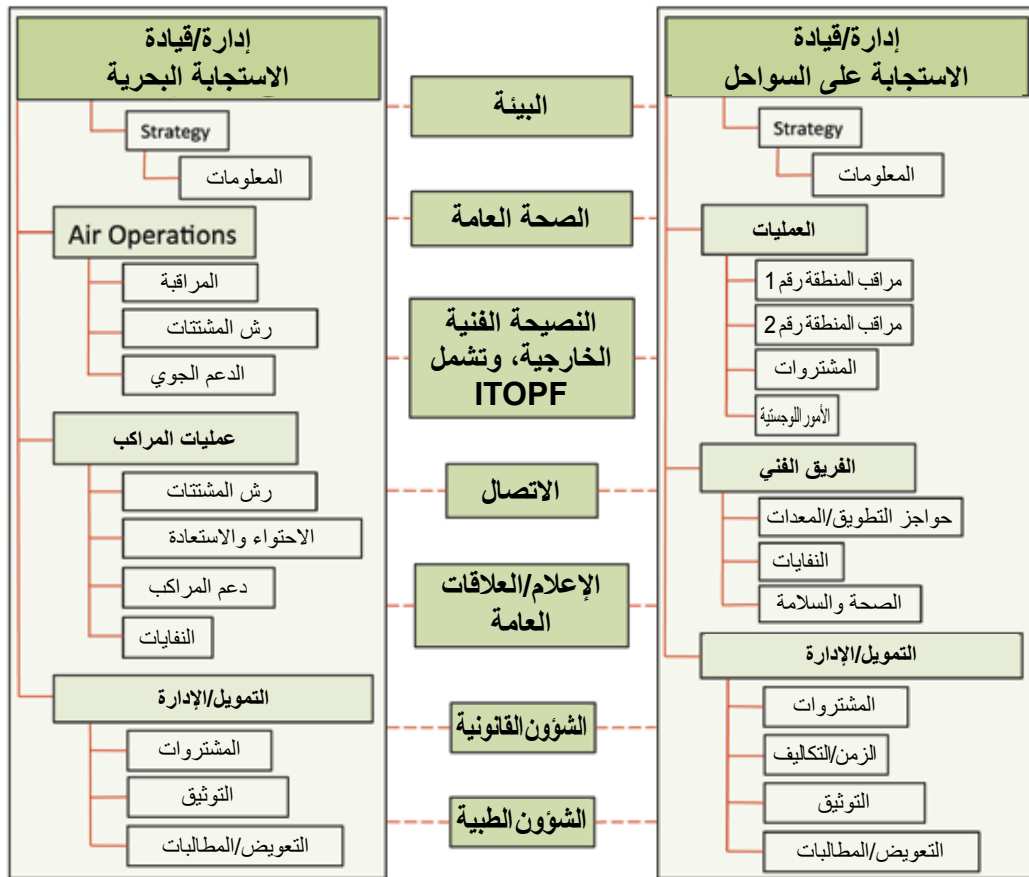 إدارة/قيادة
الاستجابة على السواحل
Strategy
المعلومات
العمليات
مراقب المنطقة رقم 1
مراقب المنطقة رقم 2
المشتروات
الأمور اللوجستية
الفريق الفني
حواجز التطويق/المعدات
النفايات
الصحة والسلامة
التمويل/الإدارة
المشتروات
الزمن/التكاليف
التوثيق
التعويض/المطالبات
البيئة
الصحة العامة
النصيحة الفنية
الخارجية، وتشمل
ITOPF
الاتصال
الإعلام/العلاقات
العامة
الشؤون القانونية
الشؤون الطبية
إدارة/قيادة
الاستجابة البحرية
Strategy
المعلومات
Air Operations
المراقبة
رش المشتتات
الدعم الجوي
عمليات المراكب
رش المشتتات
الاحتواء والاستعادة
دعم المراكب
النفايات
التمويل/الإدارة
المشتروات
التوثيق
التعويض/المطالبات